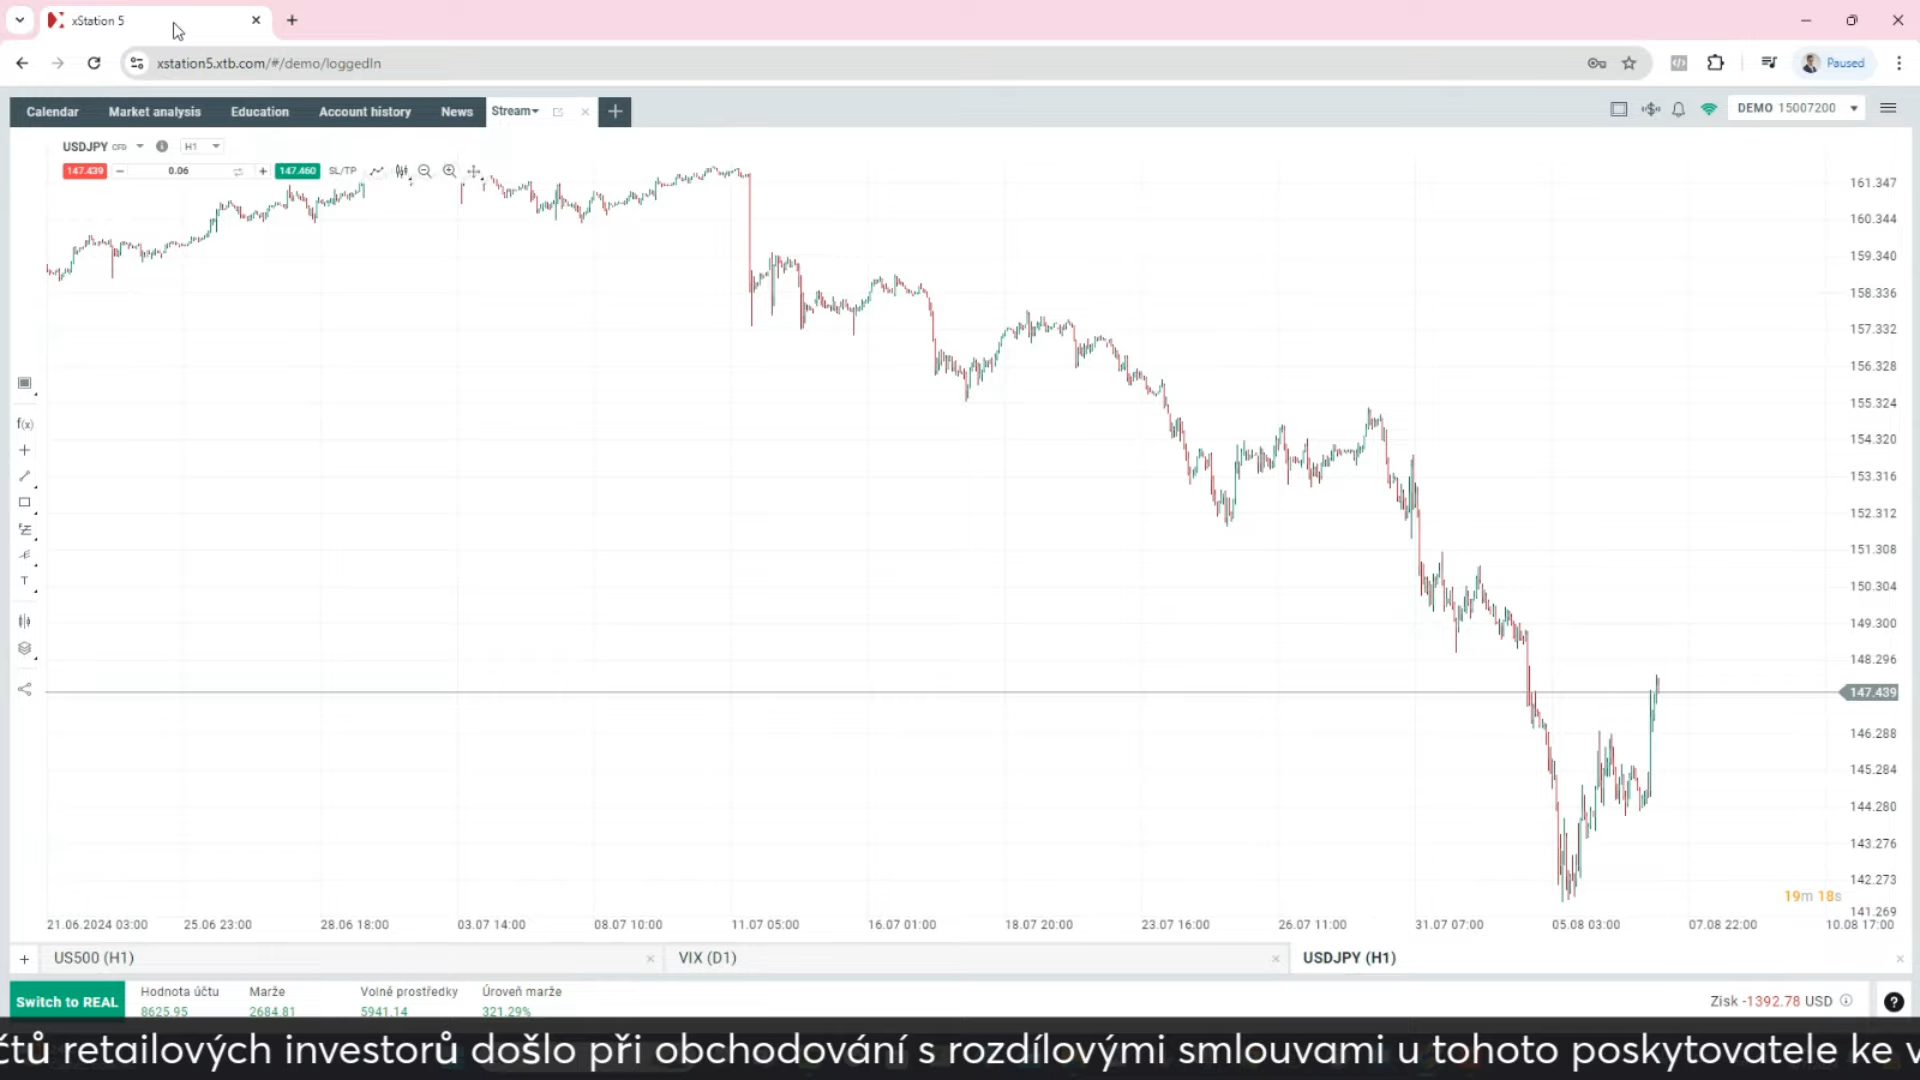 xStation 5
xstation5.xtb.com/#/demo/loggedIn
Paused
Calendar Market analysis Education Account history News Stream
DEMO 15007200
USDJPY CFD H1
147.439 0.06 147.460 SL/TP
161.347
160.344
159.340
158.336
157.332
156.328
155.324
154.320
153.316
152.312
151.308
150.304
149.300
148.296
147.439
146.288
145.284
144.280
143.276
142.273
141.269
f(x)
T
19m 18s
21.06.2024 03:00 25.06 23:00 28.06 18:00 03.07 14:00 08.07 10:00 11.07 05:00 16.07 01:00 18.07 20:00 23.07 16:00 26.07 11:00 31.07 07:00 05.08 03:00 07.08 22:00 10.08 17:00
US500 (H1) VIX (D1) USDJPY (H1)
Switch to REAL
Hodnota účtu Marže Volné prostředky Úroveň marže
8625.95 2684.81 5941.14 321.29%
Zisk -1392.78 USD
čtů retailových investorů došlo při obchodování s rozdílovými smlouvami u tohoto poskytovatele ke v